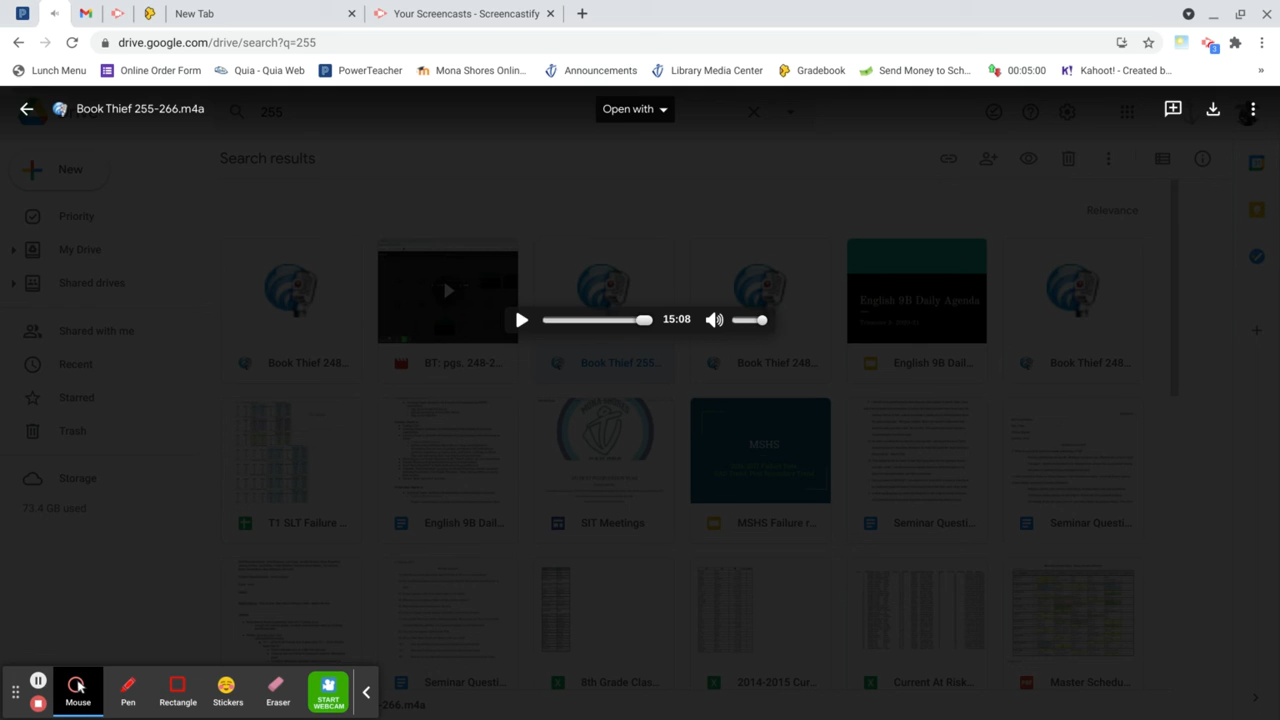 New Tab
Your Screencasts - Screencastify
drive.google.com/drive/search?q=255
2
Lunch Menu
Online Order Form
Quia - Quia Web
PowerTeacher
Mona Shores Onlin...
Announcements
Library Media Center
Gradebook
Send Money to Sch...
00:05:00
Kahoot! - Created b...
»
Book Thief 255-266.m4a
255
Open with
New
Search results
Priority
Relevance
My Drive
Shared drives
Shared with me
Recent
Starred
Trash
Storage
73.4 GB used
15:08
English 9B Daily Agenda
Book Thief 248...
BT: pgs. 248-2...
Book Thief 255...
Book Thief 248...
English 9B Dail...
Book Thief 248...
MSHS
T1 SLT Failure ...
English 9B Dail...
SIT Meetings
MSHS Failure r...
Seminar Questi...
Seminar Questi...
Seminar Questi...
8th Grade Clas...
2014-2015 Cur...
Current At Risk...
Master Schedu...
Mouse
Pen
Rectangle
Stickers
Eraser
START
WEBCAM
-266.m4a